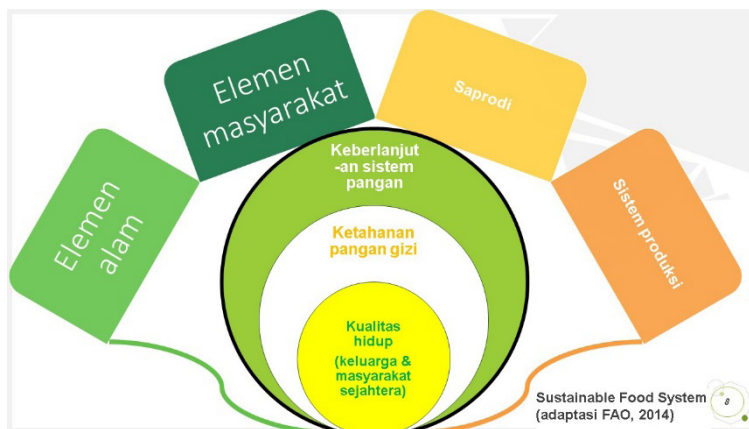 Elemen
alam
Elemen
masyarakat
Saprodi
Sistem produksi
Keberlanjut
-an sistem
pangan
Ketahanan
pangan gizi
Kualitas
hidup
(keluarga &
masyarakat
sejahtera)
Sustainable Food System
(adaptasi FAO, 2014)
8